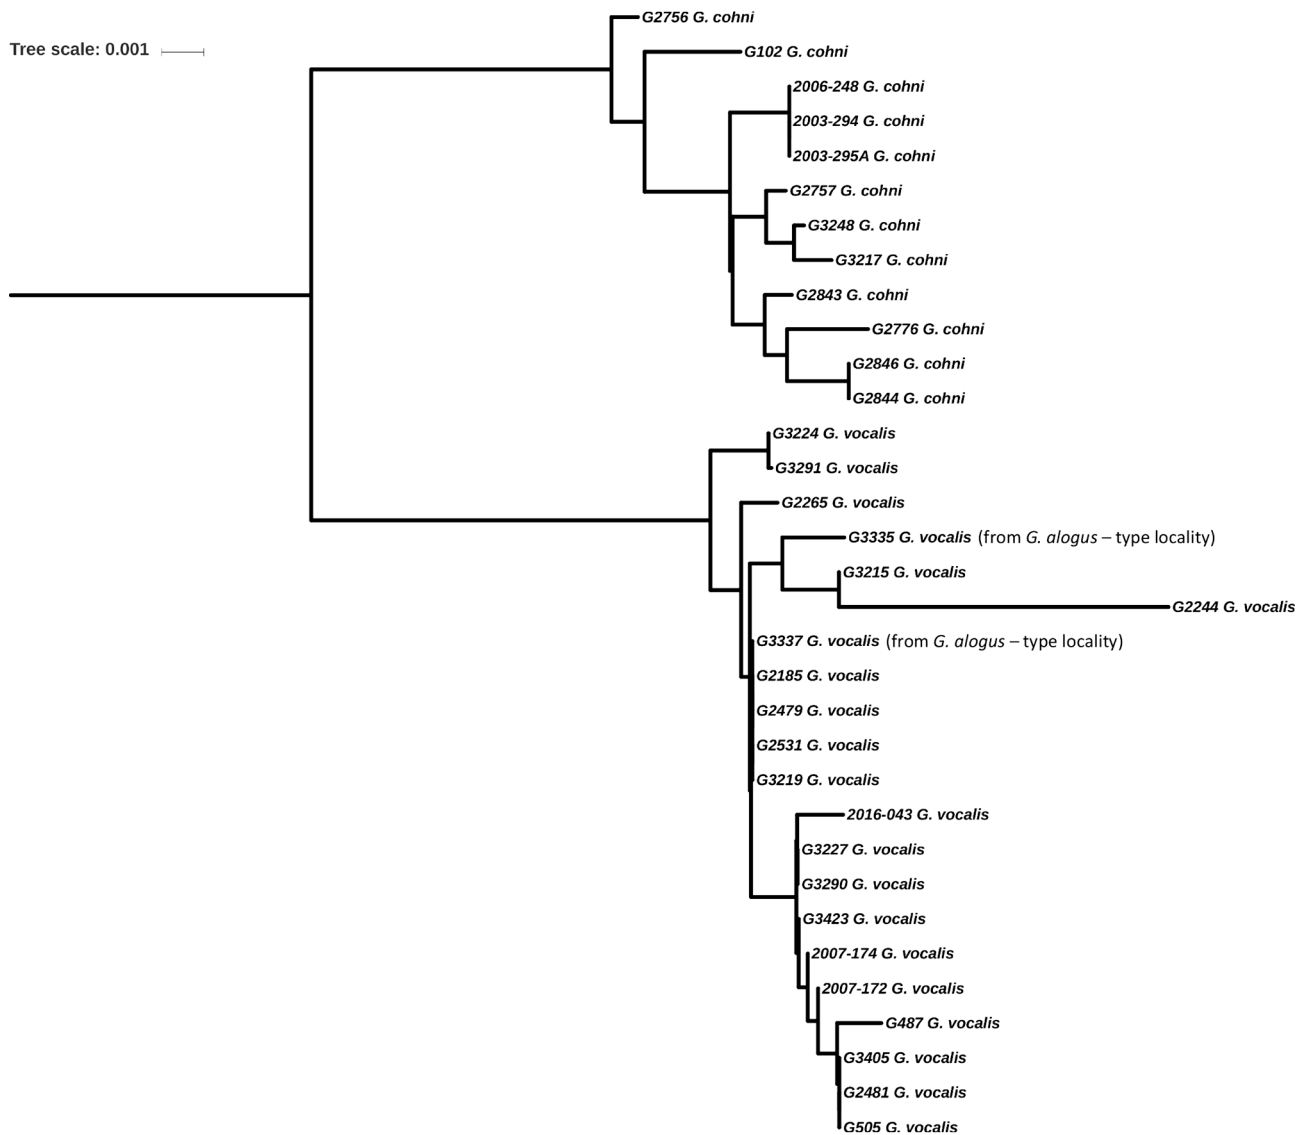 G2756 G. cohni
Tree scale: 0.001
G102 G. cohni
2006-248 G. cohni
2003-294 G. cohni
2003-295A G. cohni
G2757 G. cohni
G3248 G. cohni
G3217 G. cohni
G2843 G. cohni
G2776 G. cohni
G2846 G. cohni
G2844 G. cohni
G3224 G. vocalis
G3291 G. vocalis
G2265 G. vocalis
G3335 G. vocalis (from G. alogus – type locality)
G3215 G. vocalis
G2244 G. vocalis
G3337 G. vocalis (from G. alogus – type locality)
G2185 G. vocalis
G2479 G. vocalis
G2531 G. vocalis
G3219 G. vocalis
2016-043 G. vocalis
G3227 G. vocalis
G3290 G. vocalis
G3423 G. vocalis
2007-174 G. vocalis
2007-172 G. vocalis
G487 G. vocalis
G3405 G. vocalis
G2481 G. vocalis
G505 G. vocalis